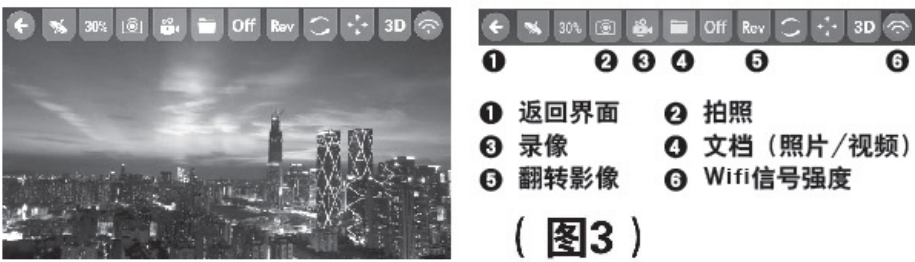 30% Off Rev 3D
30% Off Rev 3D
❶ ❷ ❸ ❹ ❺ ❻
❶ 返回界面 ❷ 拍照
❸ 录像 ❹ 文档（照片/视频）
❺ 翻转影像 ❻ Wifi信号强度
（图3）